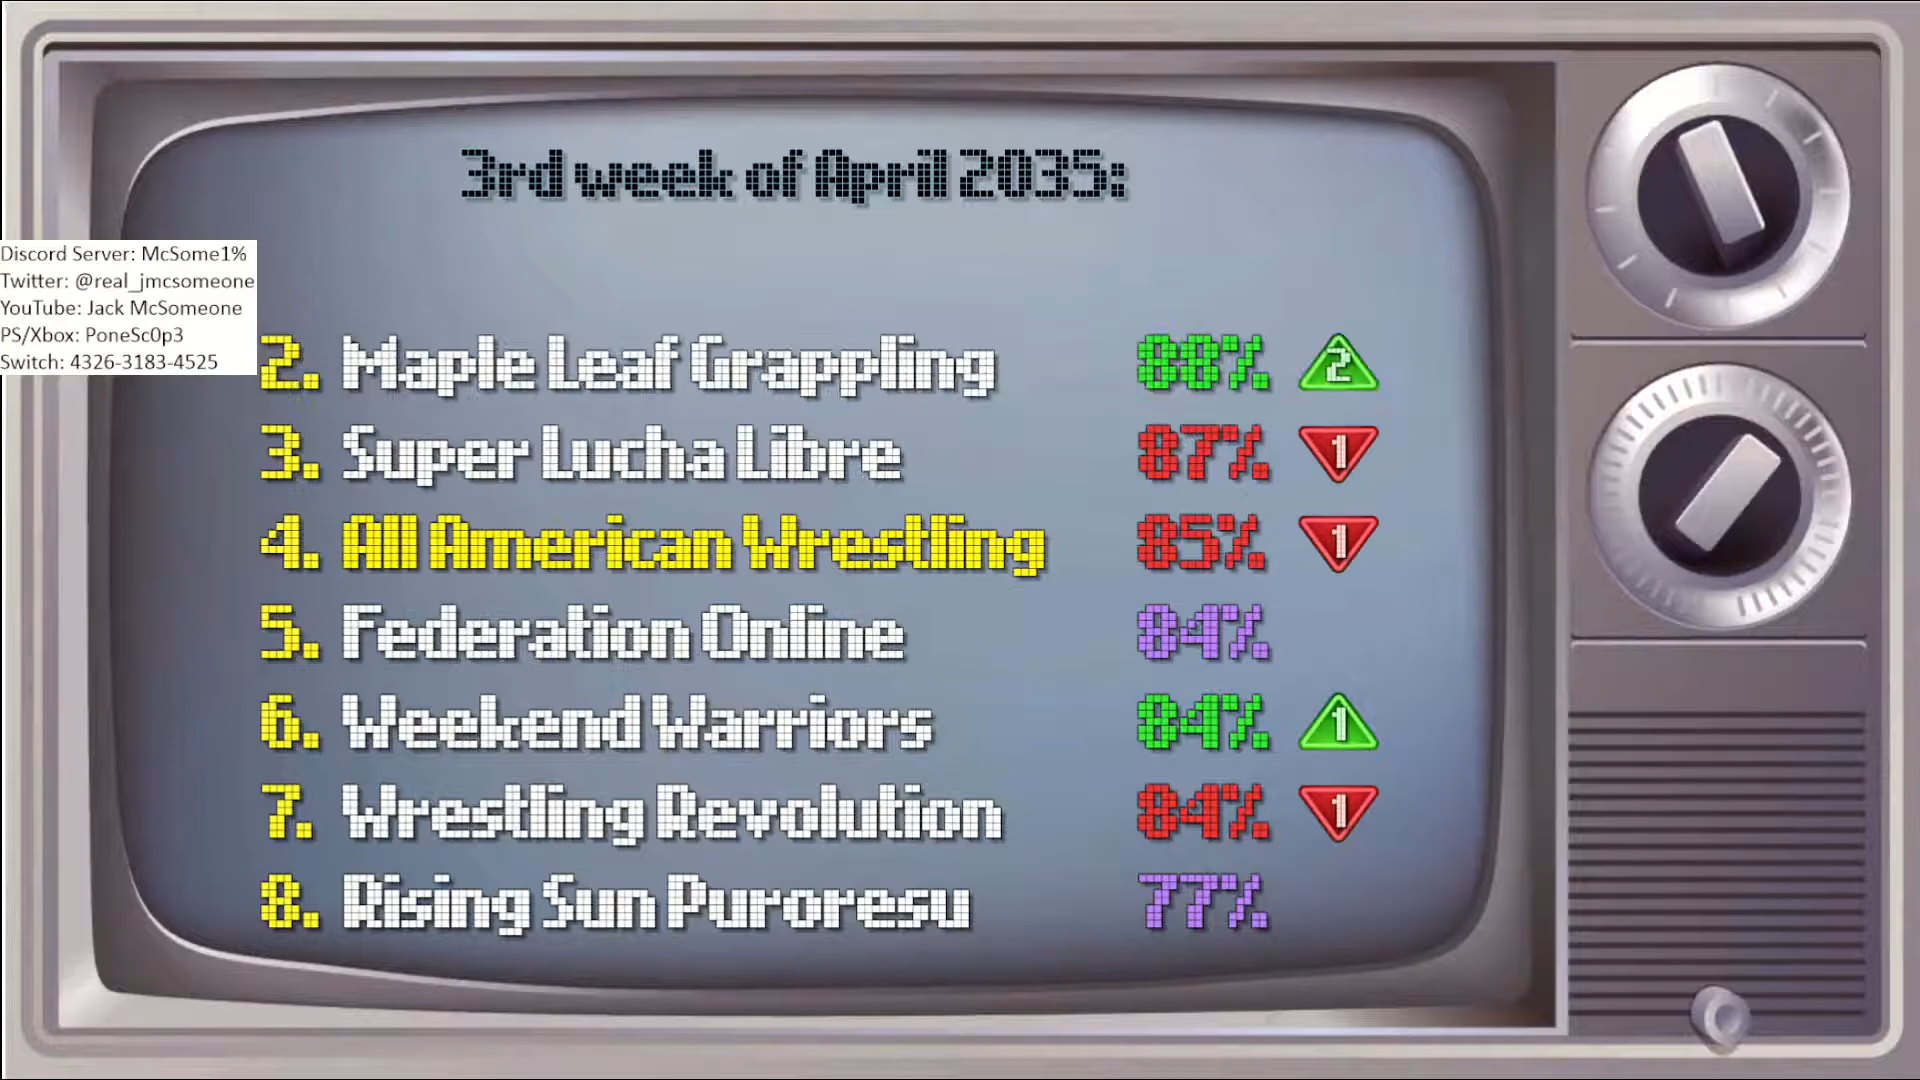 3rd week of April 2035:
Discord Server: McSome1%
Twitter: @real_jmcsomeone
YouTube: Jack McSomeone
PS/Xbox: PoneSc0p3
Switch: 4326-3183-4525
2. Maple Leaf Grappling 88% 2
3. Super Lucha Libre 87% 1
4. All American Wrestling 85% 1
5. Federation Online 84%
6. Weekend Warriors 84% 1
7. Wrestling Revolution 84% 1
8. Rising Sun Puroresu 77%